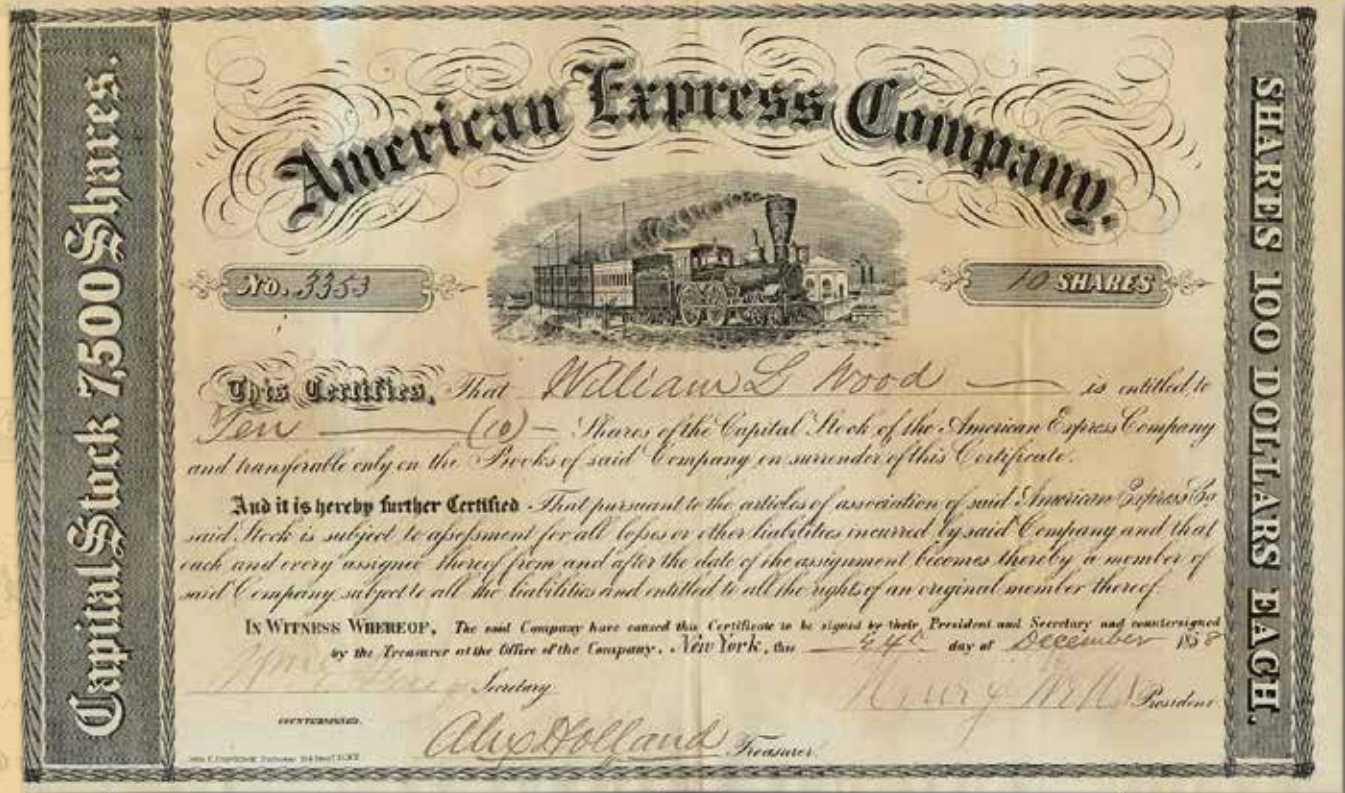 American Express Company.
Capital Stock 7,500 Shares.
SHARES 100 DOLLARS EACH.
No. 3353
10 SHARES
This Certifies, That William L Wood is entitled to
Ten (10) Shares of the Capital Stock of the American Express Company
and transferable only on the Books of said Company on surrender of this Certificate.
And it is hereby further Certified That pursuant to the articles of association of said American Express Co.
said Stock is subject to assessment for all losses or other liabilities incurred by said Company and that
each and every assignee thereof from and after the date of the assignment becomes thereby a member of
said Company, subject to all the liabilities and entitled to all the rights of an original member thereof.
IN WITNESS WHEREOF, The said Company have caused this Certificate to be signed by their President and Secretary and countersigned
by the Treasurer at the Office of the Company, New York, this day of December 1858
Secretary
Henry Wells President.
COUNTERSIGNED.
Alex Holland Treasurer.